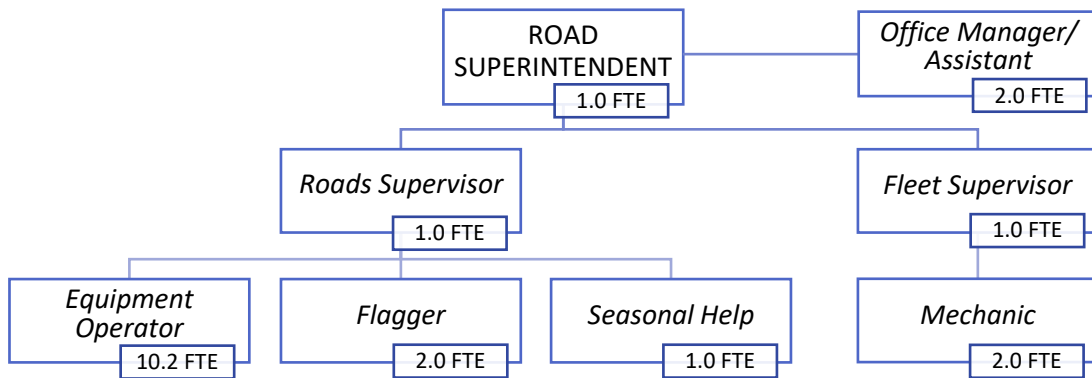 ROAD
SUPERINTENDENT
1.0 FTE
Office Manager/
Assistant
2.0 FTE
Roads Supervisor
1.0 FTE
Fleet Supervisor
1.0 FTE
Equipment
Operator
10.2 FTE
Flagger
2.0 FTE
Seasonal Help
1.0 FTE
Mechanic
2.0 FTE